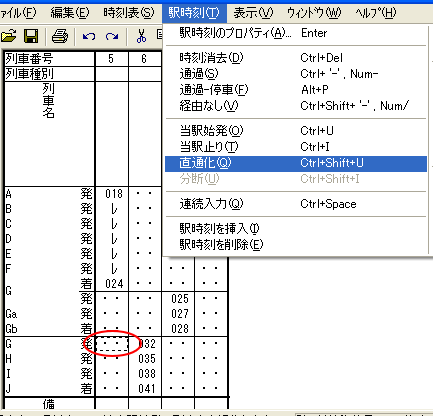 ァイル(F) 編集(E) 時刻表(S) 駅時刻(T) 表示(V) ウィンドウ(W) ヘルプ(H)
駅時刻のプロパティ(A)... Enter
時刻消去(D) Ctrl+Del
通過(S) Ctrl+ '-' , Num-
通過-停車(F) Alt+P
経由なし(V) Ctrl+Shift+ '-' , Num/
当駅始発(O) Ctrl+U
当駅止り(T) Ctrl+I
直通化(Q) Ctrl+Shift+U
分断(U) Ctrl+Shift+I
連続入力(Q) Ctrl+Space
駅時刻を挿入(I)
駅時刻を削除(E)
列車番号 5 6
列車種別
列
車
名
A 発 018 ‥
B 発 レ ‥
C 発 レ ‥
D 発 レ ‥
E 発 レ ‥
F 発 レ ‥
G 着 024 ‥ ‥ ‥
発 ‥ ‥ 025 ‥
Ga 発 ‥ ‥ 027 ‥
Gb 着 ‥ ‥ 028 ‥
G 発 ‥ 032 ‥ ‥
H 発 ‥ 035 ‥ ‥
I 発 ‥ 038 ‥ ‥
J 着 ‥ 041 ‥ ‥
備